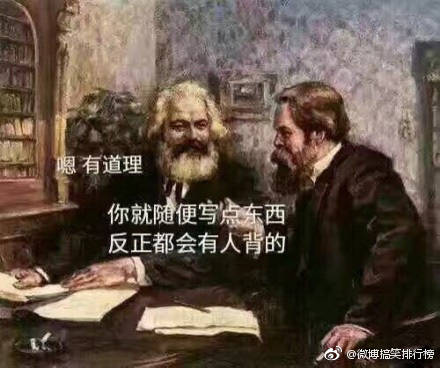 嗯 有道理
你就随便写点东西
反正都会有人背的
@微博搞笑排行榜